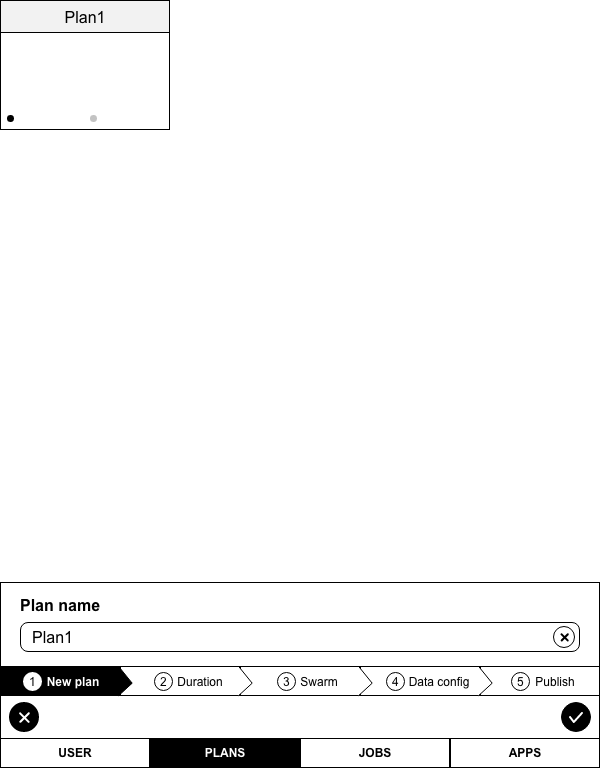 Plan1
Plan name
Plan1
1 New plan 2 Duration 3 Swarm 4 Data config 5 Publish
USER PLANS JOBS APPS